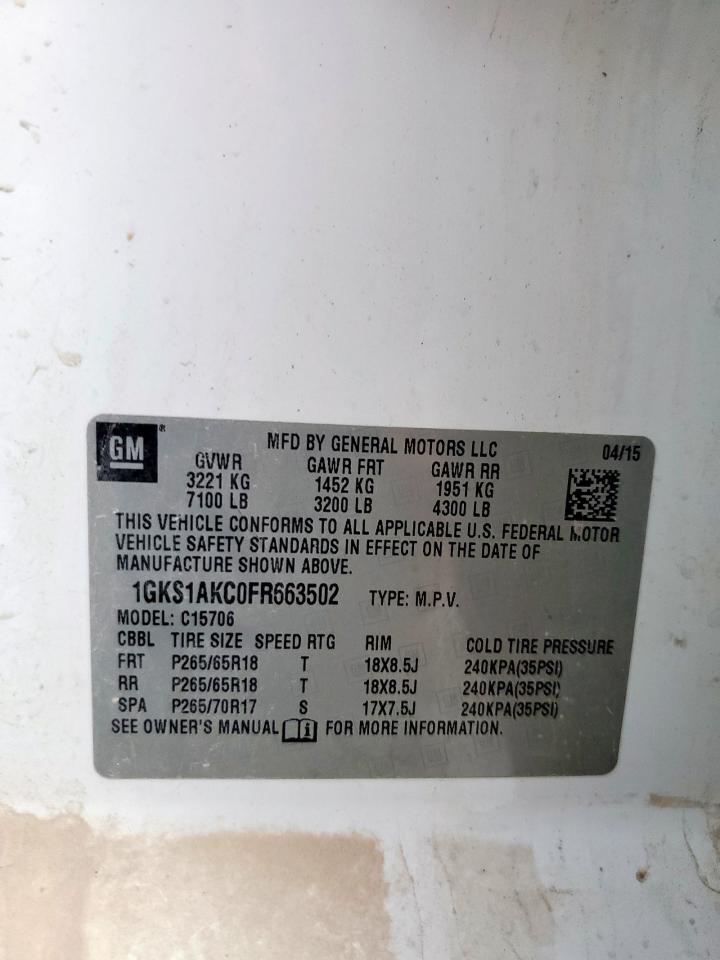 GM ®
MFD BY GENERAL MOTORS LLC 04/15
GVWR GAWR FRT GAWR RR
3221 KG 1452 KG 1951 KG
7100 LB 3200 LB 4300 LB
THIS VEHICLE CONFORMS TO ALL APPLICABLE U.S. FEDERAL MOTOR
VEHICLE SAFETY STANDARDS IN EFFECT ON THE DATE OF
MANUFACTURE SHOWN ABOVE.
1GKS1AKC0FR663502 TYPE: M.P.V.
MODEL: C15706
CBBL TIRE SIZE SPEED RTG RIM COLD TIRE PRESSURE
FRT P265/65R18 T 18X8.5J 240KPA(35PSI)
RR P265/65R18 T 18X8.5J 240KPA(35PSI)
SPA P265/70R17 S 17X7.5J 240KPA(35PSI)
SEE OWNER'S MANUAL i FOR MORE INFORMATION.